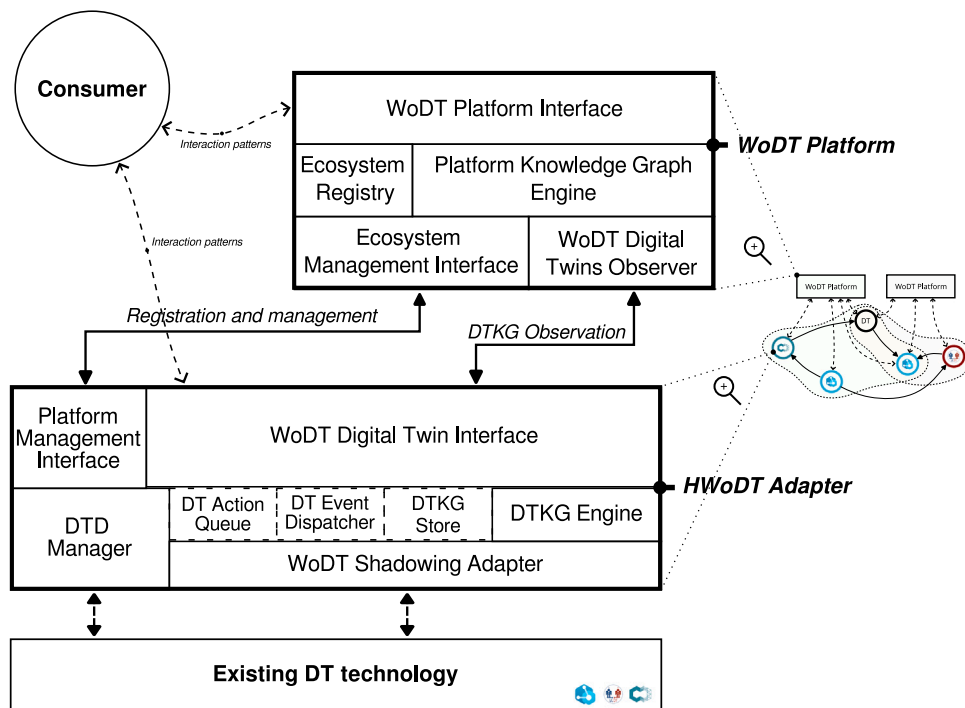 Consumer
WoDT Platform Interface
Interaction patterns
WoDT Platform
Ecosystem
Registry
Platform Knowledge Graph
Engine
Ecosystem
Management Interface
WoDT Digital
Twins Observer
Interaction patterns
+
WoDT Platform
WoDT Platform
Registration and management
DTKG Observation
DT
+
Platform
Management
Interface
WoDT Digital Twin Interface
HWoDT Adapter
DTD
Manager
DT Action
Queue
DT Event
Dispatcher
DTKG
Store
DTKG Engine
WoDT Shadowing Adapter
Existing DT technology